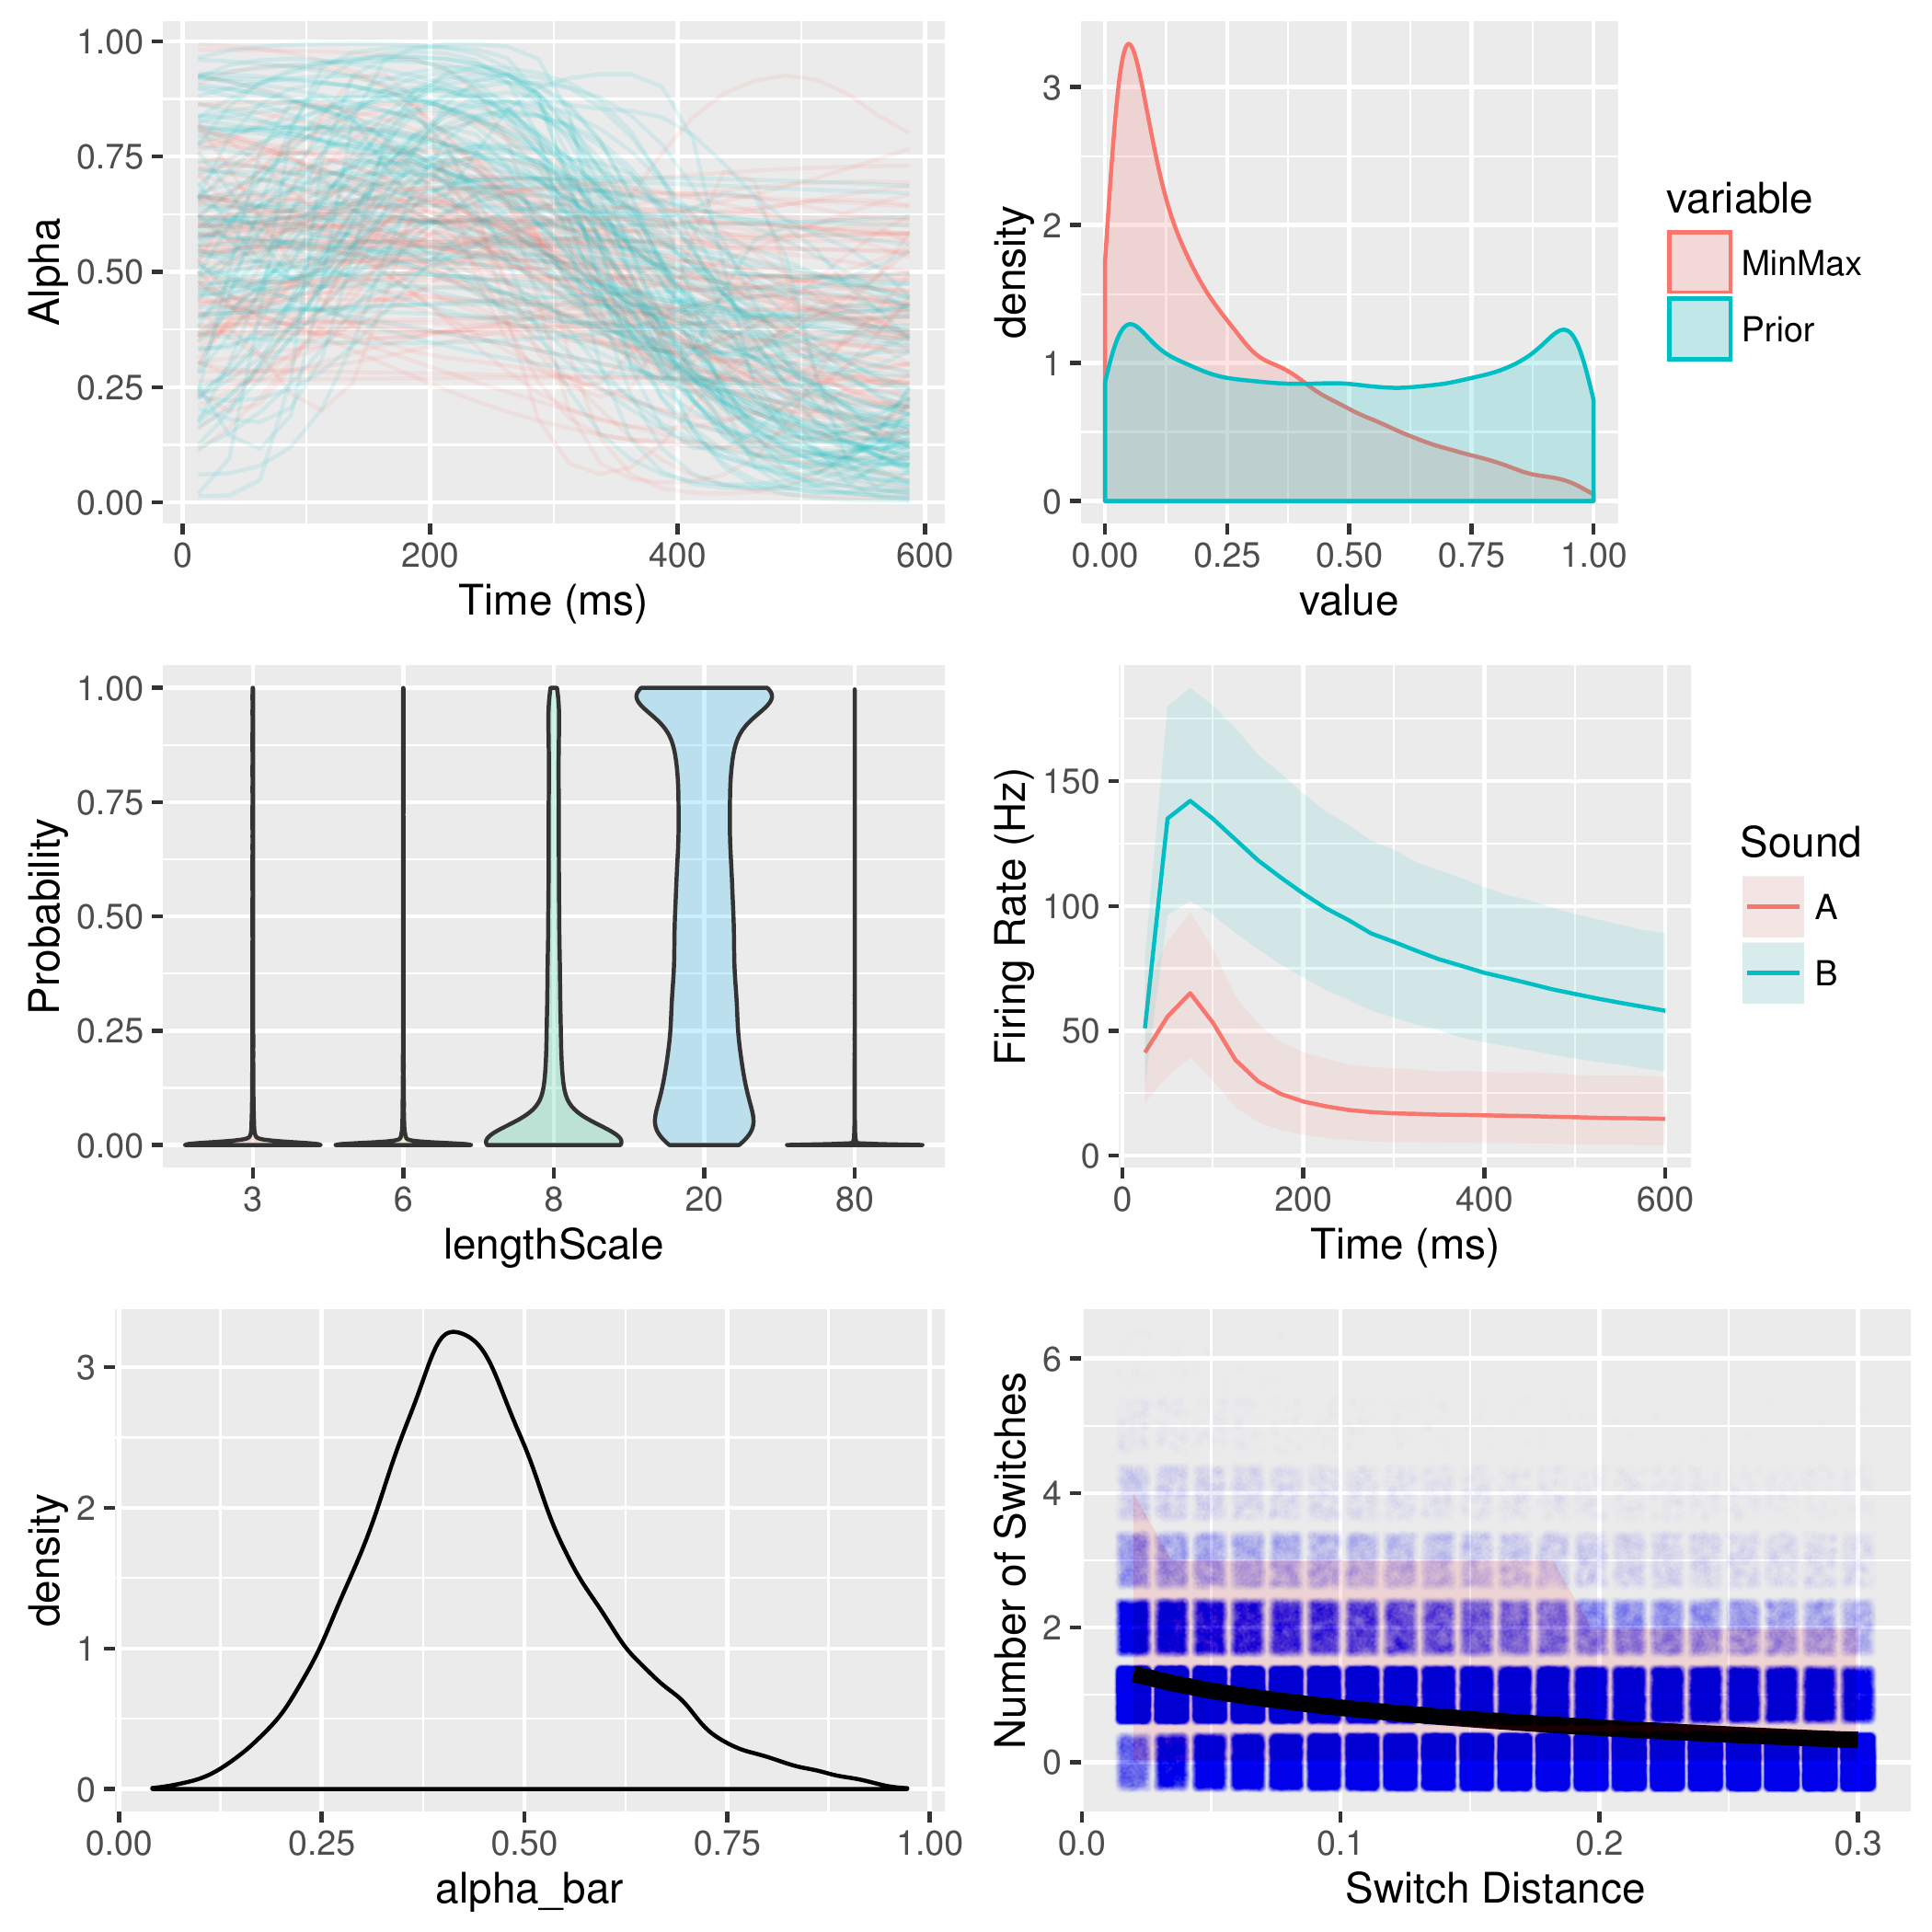 Alpha
1.00
0.75
0.50
0.25
0.00
0
200
400
600
Time (ms)
density
3
2
1
0
0.00
0.25
0.50
0.75
1.00
value
variable
MinMax
Prior
Probability
1.00
0.75
0.50
0.25
0.00
3
6
8
20
80
lengthScale
Firing Rate (Hz)
150
100
50
0
0
200
400
600
Time (ms)
Sound
A
B
density
3
2
1
0
0.00
0.25
0.50
0.75
1.00
alpha_bar
Number of Switches
6
4
2
0
0.0
0.1
0.2
0.3
Switch Distance